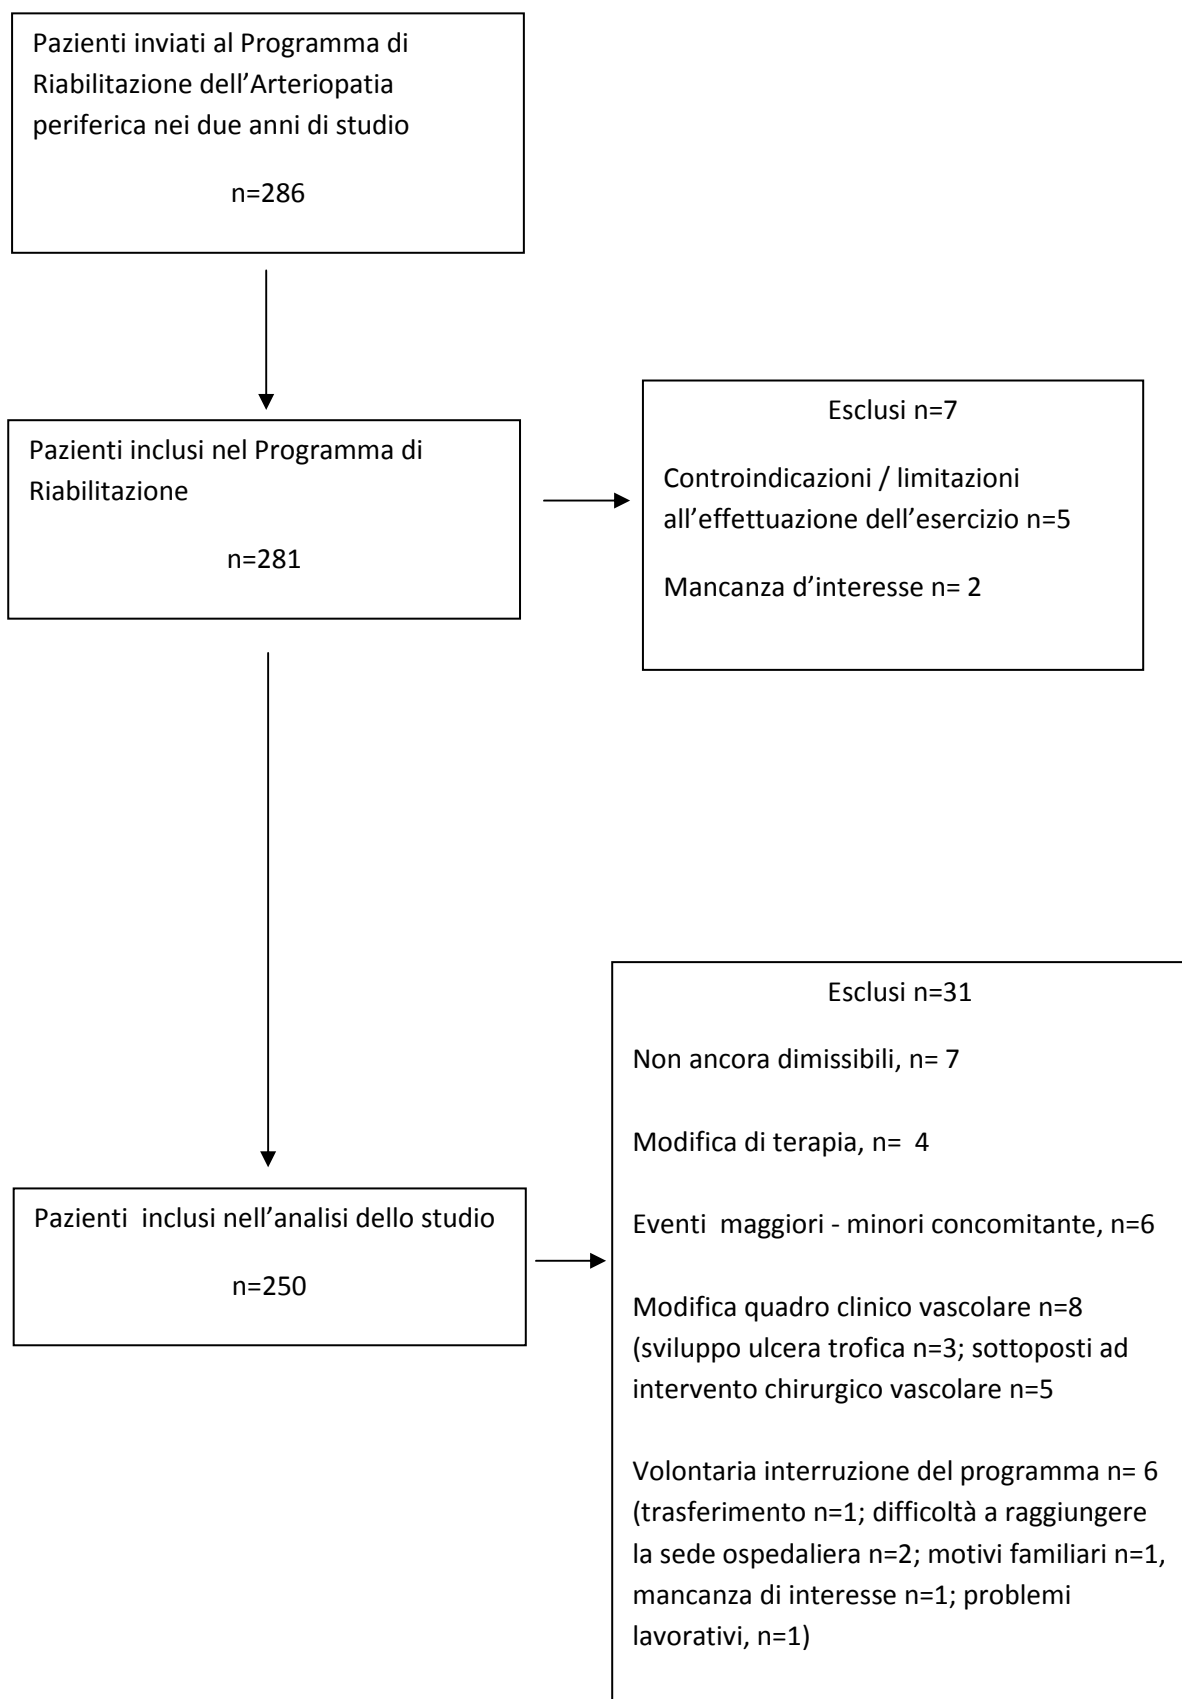 Pazienti inviati al Programma di
Riabilitazione dell’Arteriopatia
periferica nei due anni di studio
n=286
Pazienti inclusi nel Programma di
Riabilitazione
n=281
Esclusi n=7
Controindicazioni / limitazioni
all’effettuazione dell’esercizio n=5
Mancanza d’interesse n= 2
Pazienti  inclusi nell’analisi dello studio
n=250
Esclusi n=31
Non ancora dimissibili, n= 7
Modifica di terapia, n=  4
Eventi  maggiori - minori concomitante, n=6
Modifica quadro clinico vascolare n=8
(sviluppo ulcera trofica n=3; sottoposti ad
intervento chirurgico vascolare n=5
Volontaria interruzione del programma n= 6
(trasferimento n=1; difficoltà a raggiungere
la sede ospedaliera n=2; motivi familiari n=1,
mancanza di interesse n=1; problemi
lavorativi, n=1)